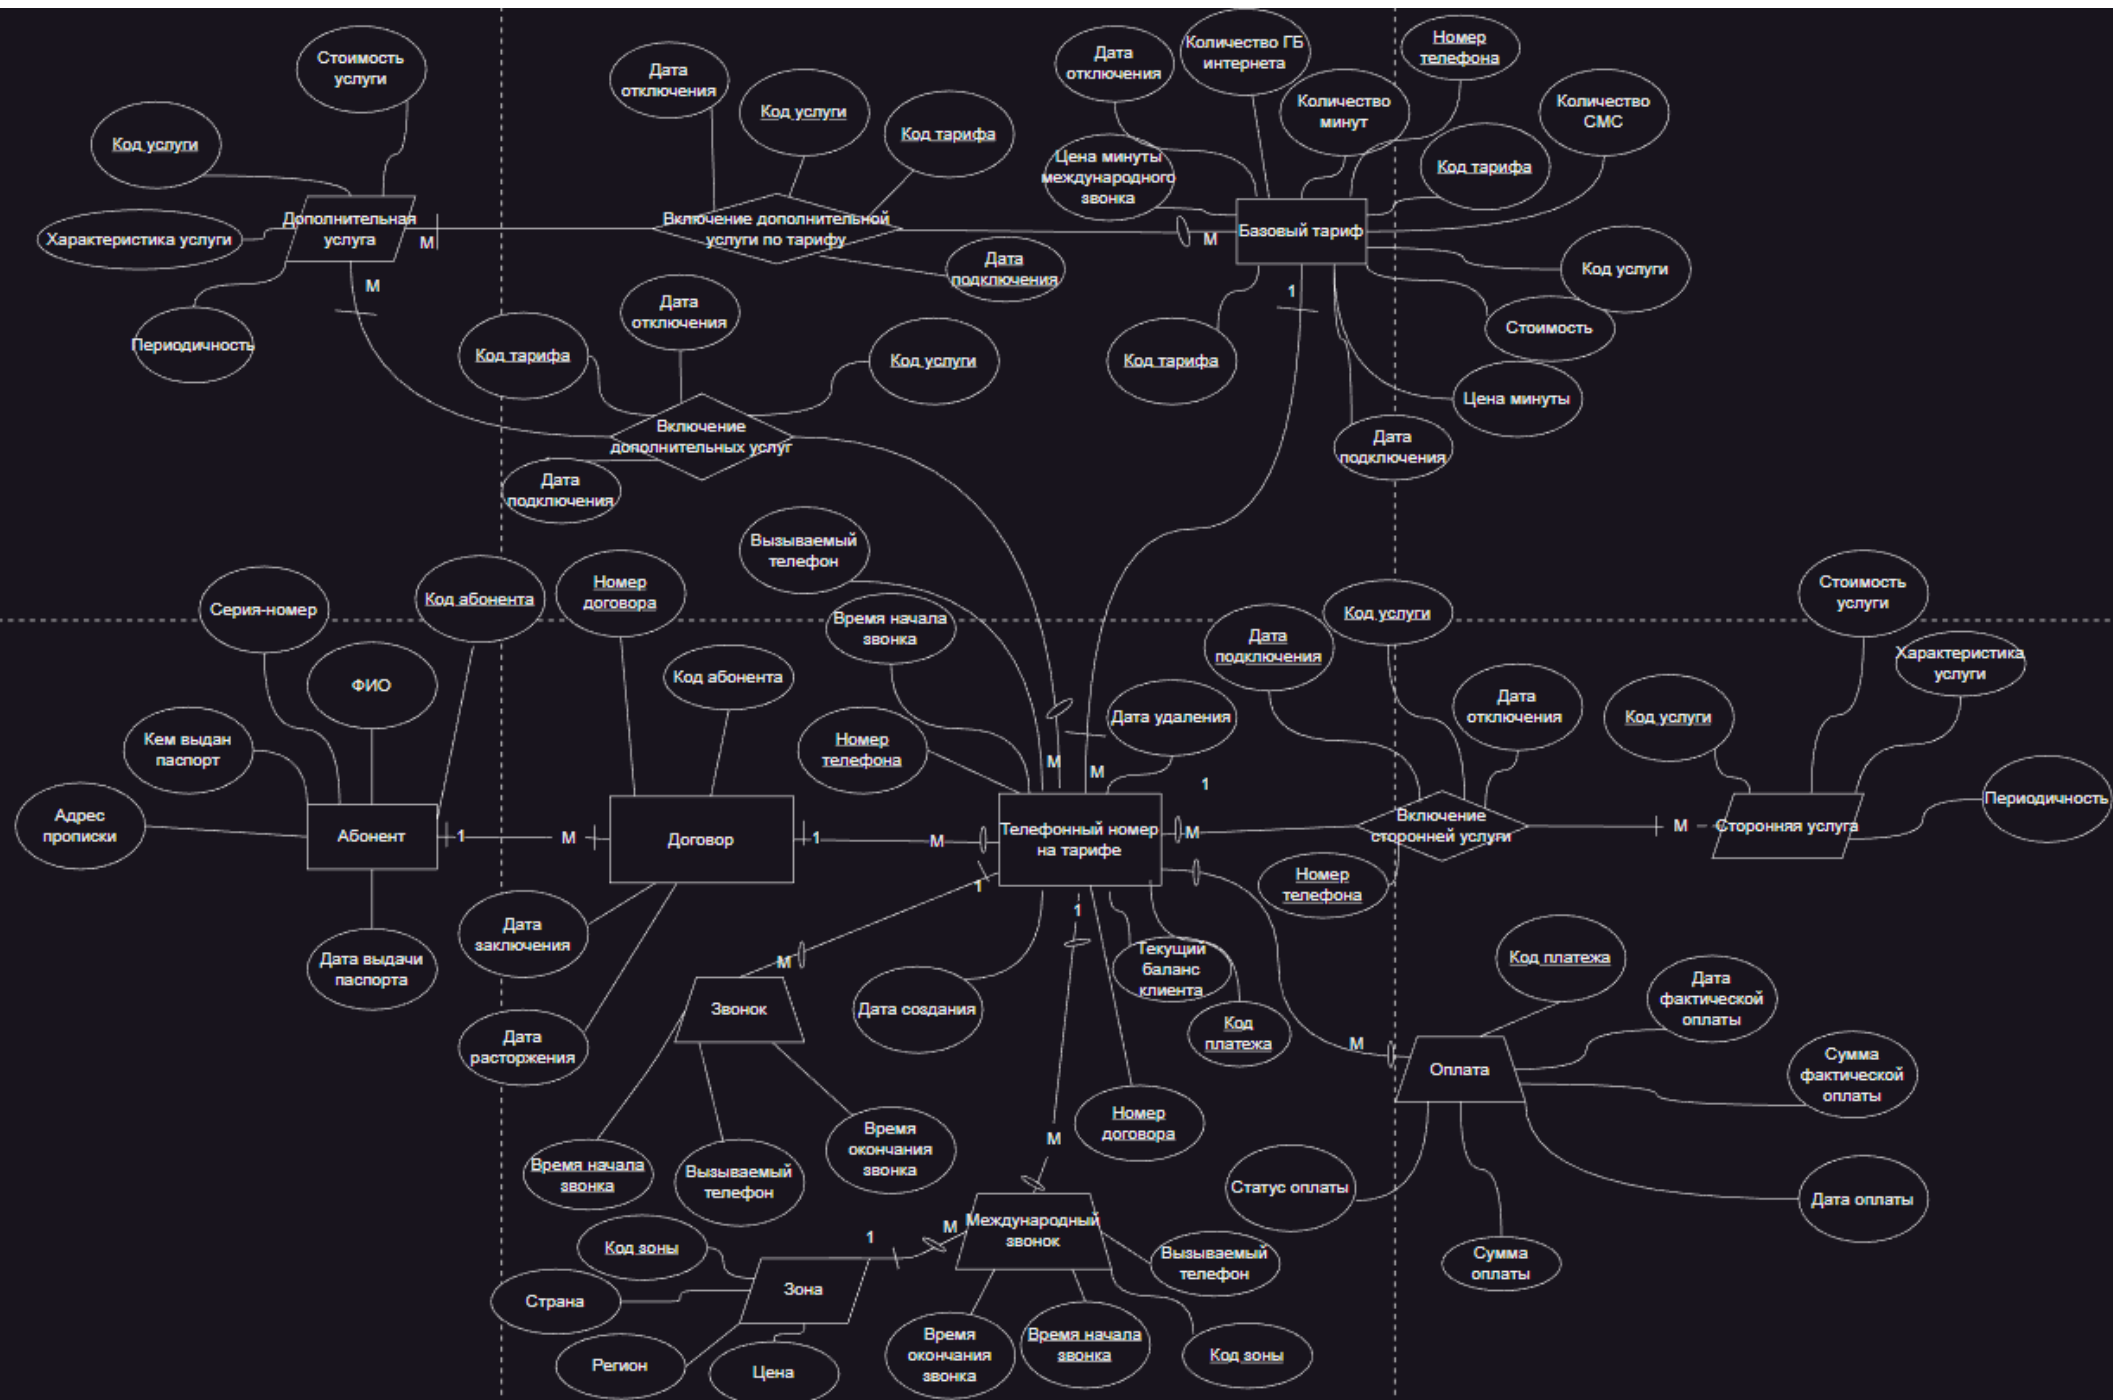 Стоимость
услуги
Код услуги
Характеристика услуги
Дополнительная
услуга
М
М
Периодичность
Дата
отключения
Код услуги
Код тарифа
Включение дополнительной
услуги по тарифу
Дата
подключения
М
Дата
отключения
Количество ГБ
интернета
Номер
телефона
Количество
минут
Количество
СМС
Цена минуты
международного
звонка
Код тарифа
Базовый тариф
Код услуги
1
Стоимость
Код тарифа
Цена минуты
Дата
подключения
Дата
отключения
Код тарифа
Код услуги
Включение
дополнительных услуг
Дата
подключения
Вызываемый
телефон
Время начала
звонка
Номер
телефона
Дата удаления
М
М
1
Серия-номер
Код абонента
ФИО
Кем выдан
паспорт
Адрес
прописки
Абонент
1
М
Дата выдачи
паспорта
Номер
договора
Код абонента
Договор
1
М
Дата
заключения
Дата
расторжения
Телефонный номер
на тарифе
М
1
1
М
Звонок
Дата создания
Текущий
баланс
клиента
Код
платежа
Номер
договора
Код услуги
Дата
подключения
Дата
отключения
Включение
сторонней услуги
Номер
телефона
М
Сторонняя услуга
Стоимость
услуги
Характеристика
услуги
Код услуги
Периодичность
Код платежа
Дата
фактической
оплаты
Сумма
фактической
оплаты
М
Оплата
Статус оплаты
Сумма
оплаты
Дата оплаты
Время начала
звонка
Вызываемый
телефон
Время
окончания
звонка
М
Международный
звонок
М
1
Код зоны
Страна
Регион
Цена
Зона
Вызываемый
телефон
Время
окончания
звонка
Время начала
звонка
Код зоны